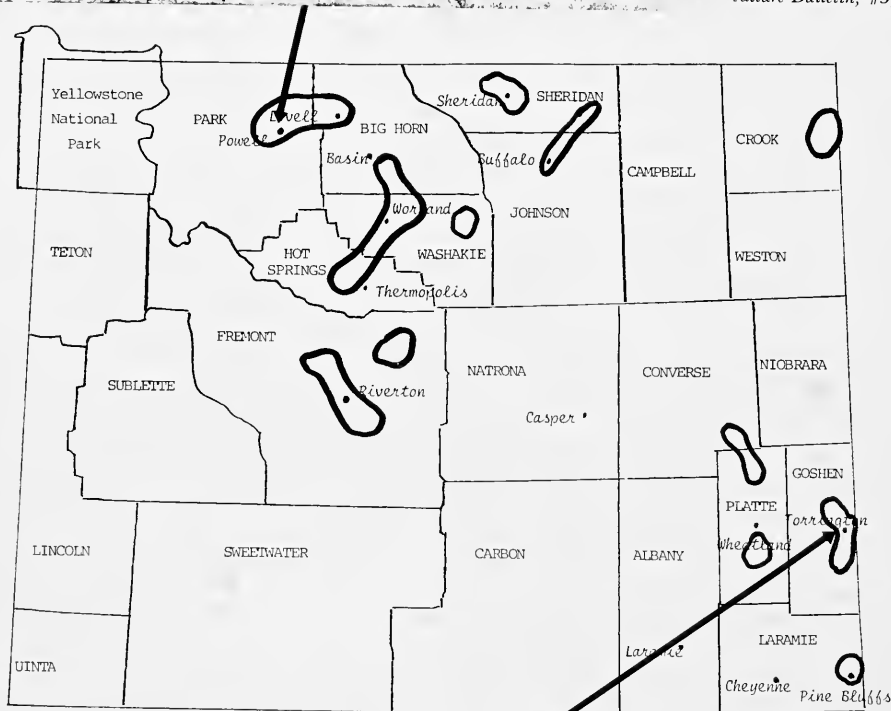 Yellowstone
National
Park
PARK
Lovell
Powell
BIG HORN
Basin
Sheridan
SHERIDAN
Buffalo
CAMPBELL
CROOK
JOHNSON
Worland
WASHAKIE
HOT
SPRINGS
Thermopolis
WESTON
TETON
FREMONT
SUBLETTE
Riverton
NATRONA
Casper
CONVERSE
NIOBRARA
GOSHEN
PLATTE
Torrington
Wheatland
LINCOLN
SWEETWATER
CARBON
ALBANY
Laramie
LARAMIE
UINTA
Cheyenne
Pine Bluffs